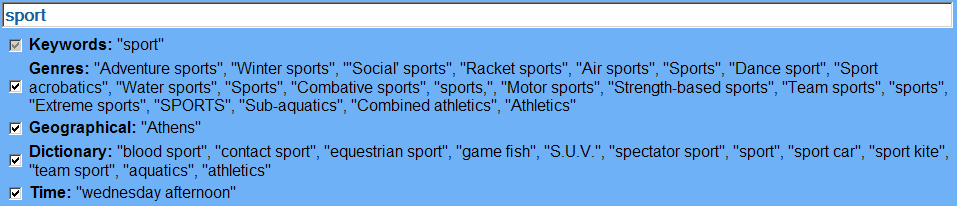 sport
Keywords: "sport"
Genres: "Adventure sports", "Winter sports", "'Social' sports", "Racket sports", "Air sports", "Sports", "Dance sport", "Sport
acrobatics", "Water sports", "Sports", "Combative sports", "sports,", "Motor sports", "Strength-based sports", "Team sports", "sports",
"Extreme sports", "SPORTS", "Sub-aquatics", "Combined athletics", "Athletics"
Geographical: "Athens"
Dictionary: "blood sport", "contact sport", "equestrian sport", "game fish", "S.U.V.", "spectator sport", "sport", "sport car", "sport kite",
"team sport", "aquatics", "athletics"
Time: "wednesday afternoon"